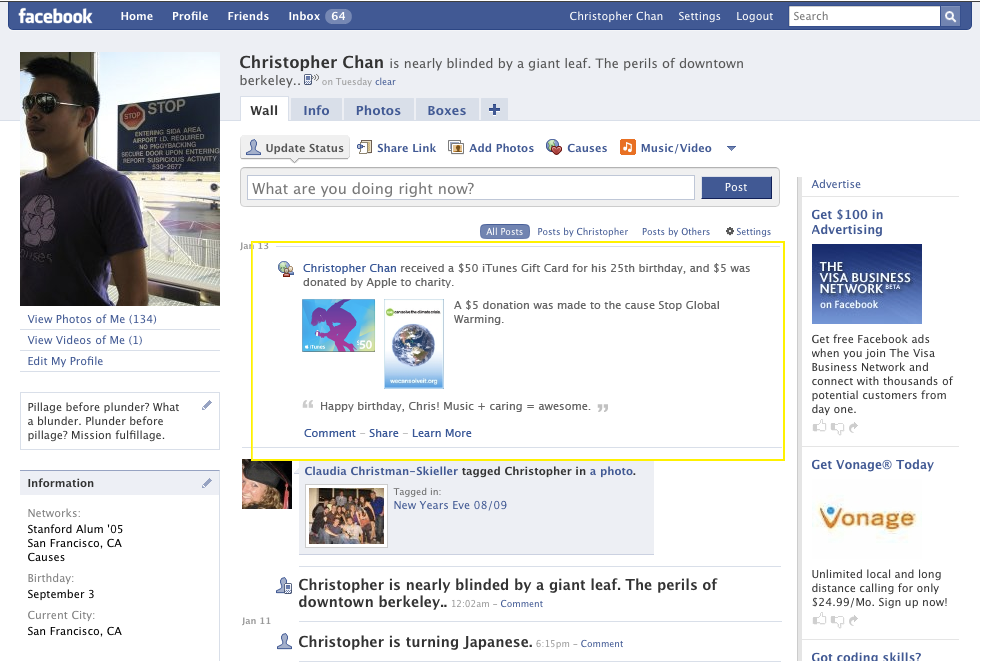 facebook Home Profile Friends Inbox 64 Christopher Chan Settings Logout Search
Christopher Chan is nearly blinded by a giant leaf. The perils of downtown
berkeley.. on Tuesday clear
Wall Info Photos Boxes +
Update Status Share Link Add Photos Causes Music/Video
What are you doing right now? Post
All Posts Posts by Christopher Posts by Others Settings
STOP
STOP
ENTERING SIDA AREA
AIRPORT I.D. REQUIRED
NO PIGGYBACKING
SECURE DOOR UPON ENTERING
REPORT SUSPICIOUS ACTIVITY
530-2677
View Photos of Me (134)
View Videos of Me (1)
Edit My Profile
Pillage before plunder? What
a blunder. Plunder before
pillage? Mission fulfillage.
Information
Networks:
Stanford Alum '05
San Francisco, CA
Causes
Birthday:
September 3
Current City:
San Francisco, CA
Jan 13
Christopher Chan received a $50 iTunes Gift Card for his 25th birthday, and $5 was
donated by Apple to charity.
iTunes $50
wecansolveit.org
A $5 donation was made to the cause Stop Global
Warming.
“ Happy birthday, Chris! Music + caring = awesome. ”
Comment – Share – Learn More
Claudia Christman-Skieller tagged Christopher in a photo.
Tagged in:
New Years Eve 08/09
Christopher is nearly blinded by a giant leaf. The perils of
downtown berkeley.. 12:02am – Comment
Jan 11
Christopher is turning Japanese. 6:15pm – Comment
Advertise
Get $100 in
Advertising
THE
VISA BUSINESS
NETWORK BETA
on Facebook
Get free Facebook ads
when you join The Visa
Business Network and
connect with thousands of
potential customers from
day one.
Get Vonage® Today
Vonage
Unlimited local and long
distance calling for only
$24.99/Mo. Sign up now!
Got coding skills?